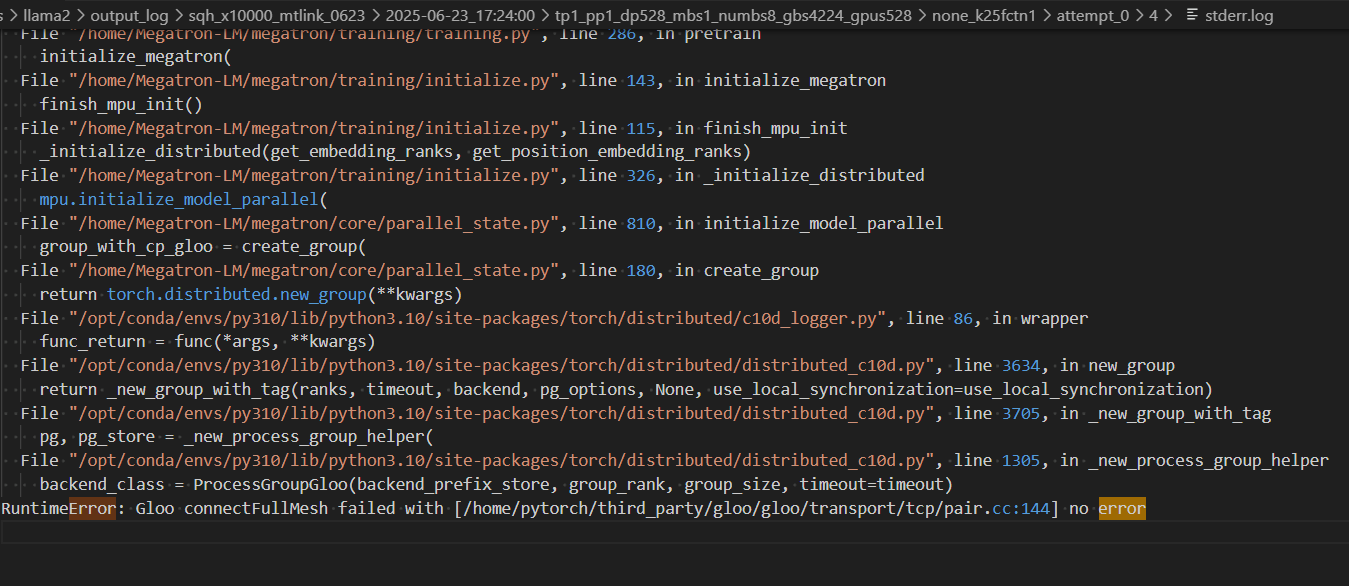 s > llama2 > output_log > sqh_x10000_mtlink_0623 > 2025-06-23_17:24:00 > tp1_pp1_dp528_mbs1_numbs8_gbs4224_gpus528 > none_k25fctn1 > attempt_0 > 4 > stderr.log
File "/home/Megatron-LM/megatron/training/training.py", line 286, in pretrain
initialize_megatron(
File "/home/Megatron-LM/megatron/training/initialize.py", line 143, in initialize_megatron
finish_mpu_init()
File "/home/Megatron-LM/megatron/training/initialize.py", line 115, in finish_mpu_init
_initialize_distributed(get_embedding_ranks, get_position_embedding_ranks)
File "/home/Megatron-LM/megatron/training/initialize.py", line 326, in _initialize_distributed
mpu.initialize_model_parallel(
File "/home/Megatron-LM/megatron/core/parallel_state.py", line 810, in initialize_model_parallel
group_with_cp_gloo = create_group(
File "/home/Megatron-LM/megatron/core/parallel_state.py", line 180, in create_group
return torch.distributed.new_group(**kwargs)
File "/opt/conda/envs/py310/lib/python3.10/site-packages/torch/distributed/c10d_logger.py", line 86, in wrapper
func_return = func(*args, **kwargs)
File "/opt/conda/envs/py310/lib/python3.10/site-packages/torch/distributed/distributed_c10d.py", line 3634, in new_group
return _new_group_with_tag(ranks, timeout, backend, pg_options, None, use_local_synchronization=use_local_synchronization)
File "/opt/conda/envs/py310/lib/python3.10/site-packages/torch/distributed/distributed_c10d.py", line 3705, in _new_group_with_tag
pg, pg_store = _new_process_group_helper(
File "/opt/conda/envs/py310/lib/python3.10/site-packages/torch/distributed/distributed_c10d.py", line 1305, in _new_process_group_helper
backend_class = ProcessGroupGloo(backend_prefix_store, group_rank, group_size, timeout=timeout)
RuntimeError: Gloo connectFullMesh failed with [/home/pytorch/third_party/gloo/gloo/transport/tcp/pair.cc:144] no error